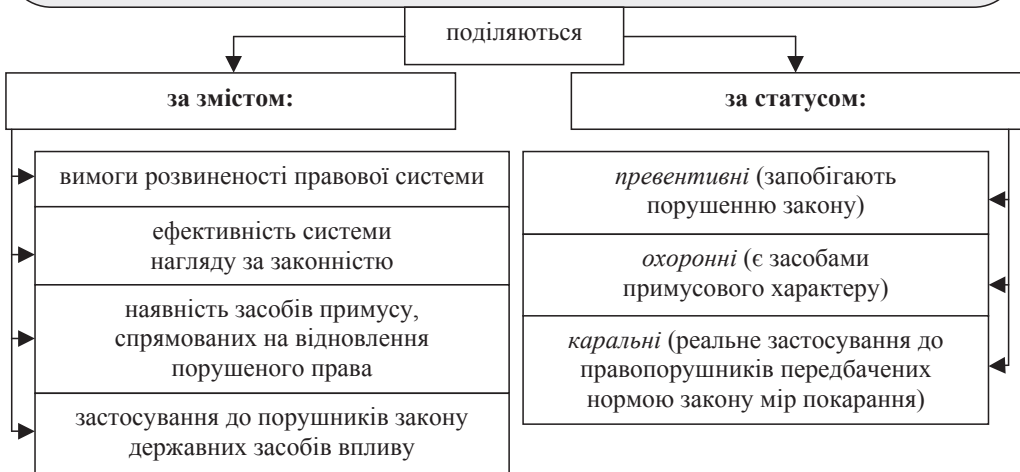 поділяються
за змістом:
вимоги розвиненості правової системи
ефективність системи
нагляду за законністю
наявність засобів примусу,
спрямованих на відновлення
порушеного права
застосування до порушників закону
державних засобів впливу
за статусом:
превентивні (запобігають
порушенню закону)
охоронні (є засобами
примусового характеру)
каральні (реальне застосування до
правопорушників передбачених
нормою закону мір покарання)